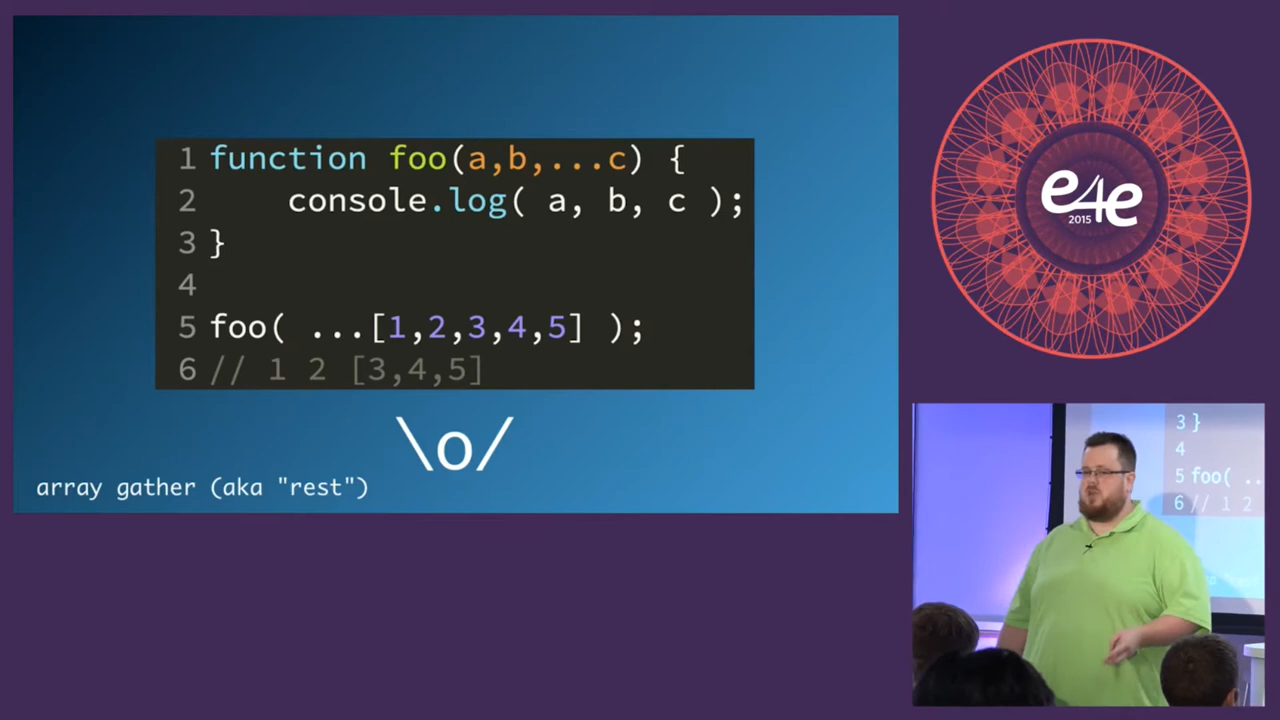 1 function foo(a,b,...c) {
2     console.log( a, b, c );
3 }
4
5 foo( ...[1,2,3,4,5] );
6 // 1 2 [3,4,5]
\o/
array gather (aka "rest")
e4e
2015
3 }
4
5 foo( ..
6 // 1 2